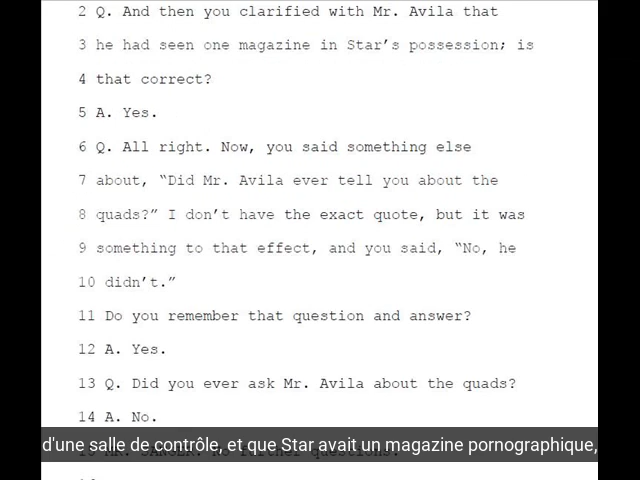 2 Q. And then you clarified with Mr. Avila that
3 he had seen one magazine in Star’s possession; is
4 that correct?
5 A. Yes.
6 Q. All right. Now, you said something else
7 about, “Did Mr. Avila ever tell you about the
8 quads?” I don’t have the exact quote, but it was
9 something to that effect, and you said, “No, he
10 didn’t.”
11 Do you remember that question and answer?
12 A. Yes.
13 Q. Did you ever ask Mr. Avila about the quads?
14 A. No.
d'une salle de contrôle, et que Star avait un magazine pornographique,